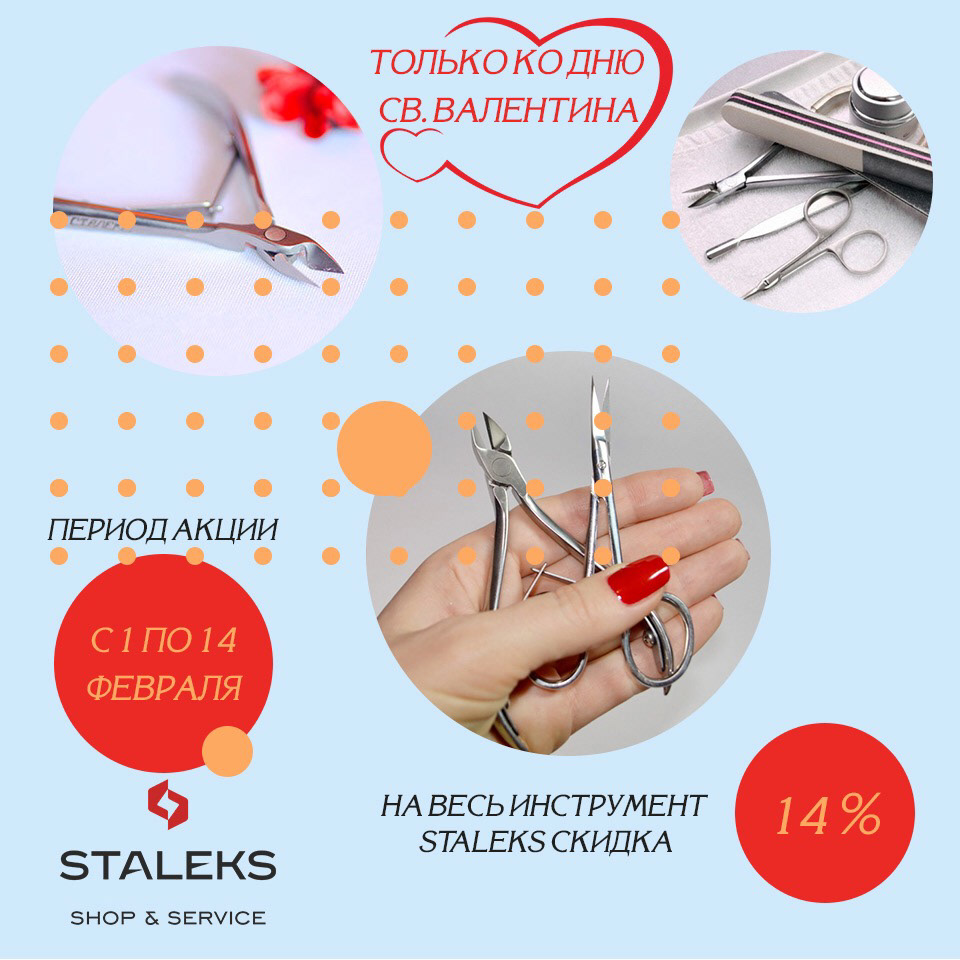 ТОЛЬКО КО ДНЮ
СВ. ВАЛЕНТИНА
ПЕРИОД АКЦИИ
С 1 ПО 14
ФЕВРАЛЯ
НА ВЕСЬ ИНСТРУМЕНТ
STALEKS СКИДКА
14%
STALEKS
SHOP & SERVICE